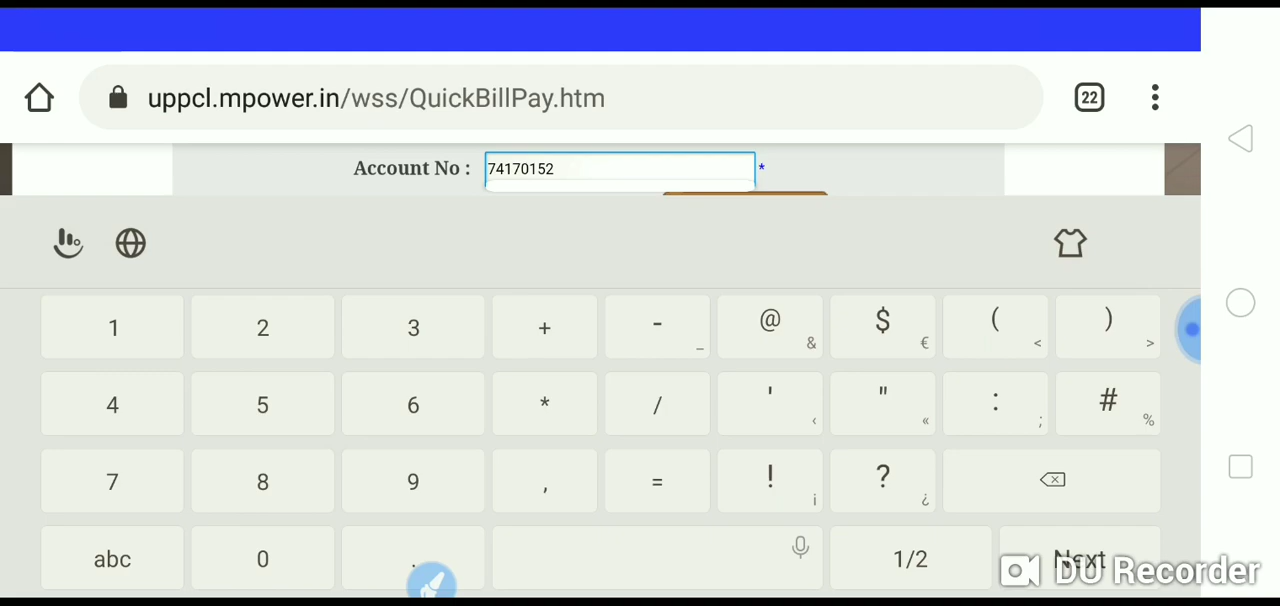 uppcl.mpower.in/wss/QuickBillPay.htm 22
Account No : 74170152 *
1 2 3 + - _ @ & $ € ( < ) >
4 5 6 * / ' ‹ " « : ; # %
7 8 9 , = ! ¡ ? ¿
abc 0 . 1/2 Next
DU Recorder